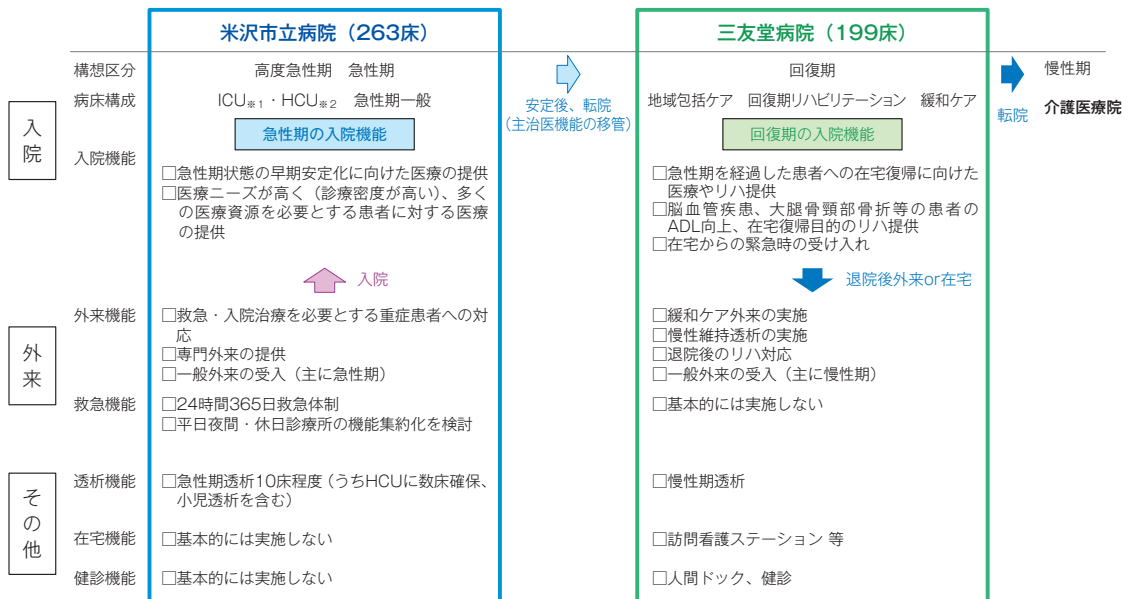 米沢市立病院（263床）
三友堂病院（199床）
構想区分
高度急性期　急性期
回復期
慢性期
病床構成
ICU※1・HCU※2　急性期一般
安定後、転院
（主治医機能の移管）
地域包括ケア　回復期リハビリテーション　緩和ケア
転院
介護医療院
入院
急性期の入院機能
回復期の入院機能
入院機能
□急性期状態の早期安定化に向けた医療の提供
□医療ニーズが高く（診療密度が高い）、多く
の医療資源を必要とする患者に対する医療
の提供
□急性期を経過した患者への在宅復帰に向けた
医療やリハ提供
□脳血管疾患、大腿骨頸部骨折等の患者の
ADL向上、在宅復帰目的のリハ提供
□在宅からの緊急時の受け入れ
入院
退院後外来or在宅
外来
外来機能
□救急・入院治療を必要とする重症患者への対
応
□専門外来の提供
□一般外来の受入（主に急性期）
□緩和ケア外来の実施
□慢性維持透析の実施
□退院後のリハ対応
□一般外来の受入（主に慢性期）
救急機能
□24時間365日救急体制
□平日夜間・休日診療所の機能集約化を検討
□基本的には実施しない
その他
透析機能
□急性期透析10床程度（うちHCUに数床確保、
小児透析を含む）
□慢性期透析
在宅機能
□基本的には実施しない
□訪問看護ステーション 等
健診機能
□基本的には実施しない
□人間ドック、健診